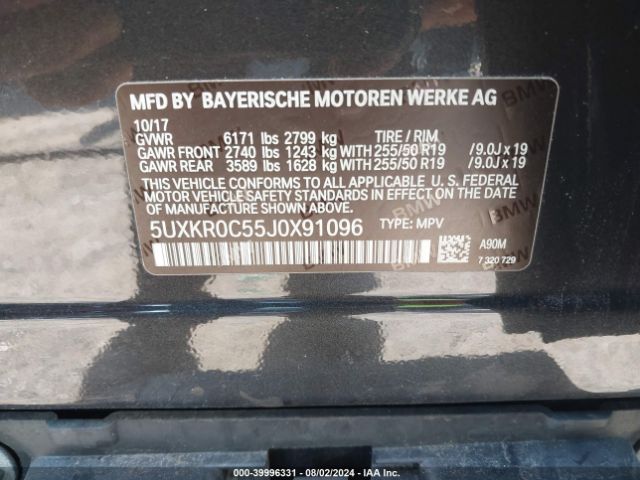 MFD BY BAYERISCHE MOTOREN WERKE AG
10/17
GVWR 6171 lbs 2799 kg TIRE / RIM
GAWR FRONT 2740 lbs 1243 kg WITH 255/50 R19 / 9.0J x 19
GAWR REAR 3589 lbs 1628 kg WITH 255/50 R19 / 9.0J x 19
THIS VEHICLE CONFORMS TO ALL APPLICABLE U. S. FEDERAL
MOTOR VEHICLE SAFETY STANDARDS IN EFFECT ON THE DATE
OF MANUFACTURE SHOWN ABOVE.
5UXKR0C55J0X91096 TYPE: MPV
A90M
7 320 729
000-39996331 - 08/02/2024 - IAA Inc.